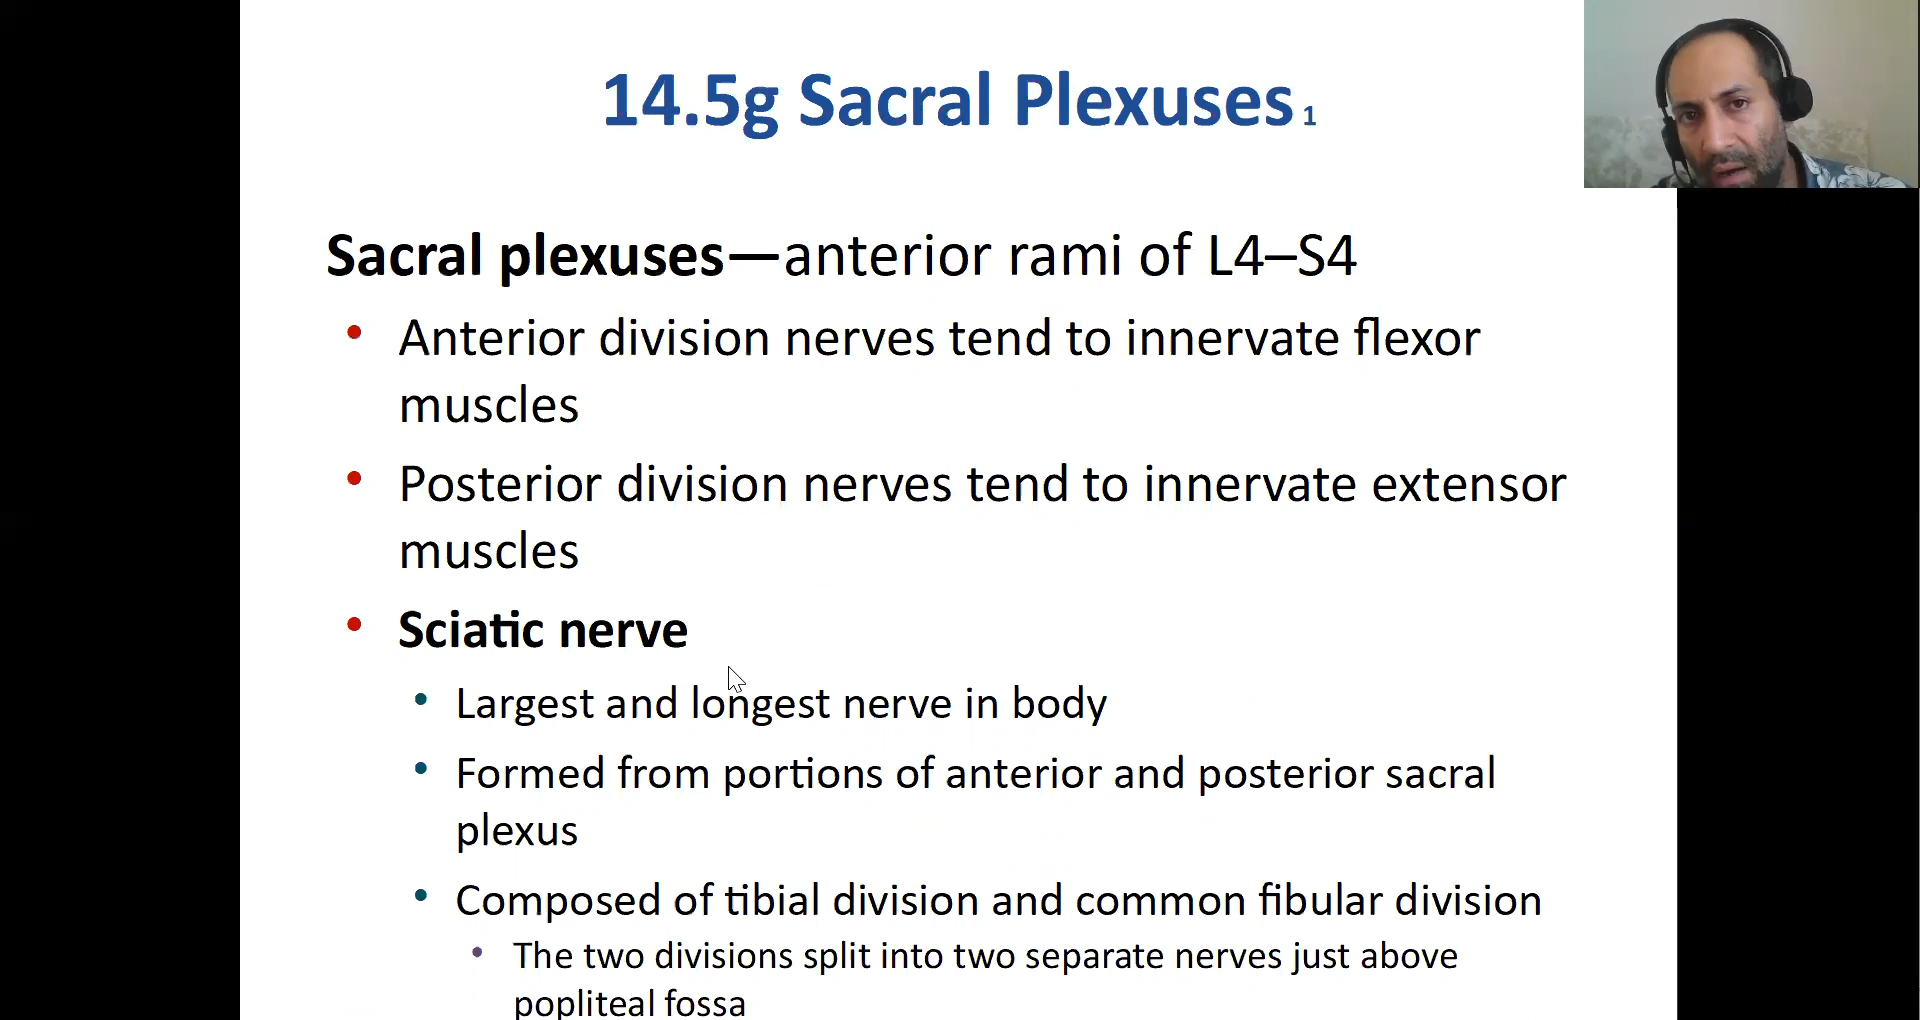 14.5g Sacral Plexuses 1
Sacral plexuses—anterior rami of L4–S4
• Anterior division nerves tend to innervate flexor
muscles
• Posterior division nerves tend to innervate extensor
muscles
• Sciatic nerve
• Largest and longest nerve in body
• Formed from portions of anterior and posterior sacral
plexus
• Composed of tibial division and common fibular division
• The two divisions split into two separate nerves just above
popliteal fossa